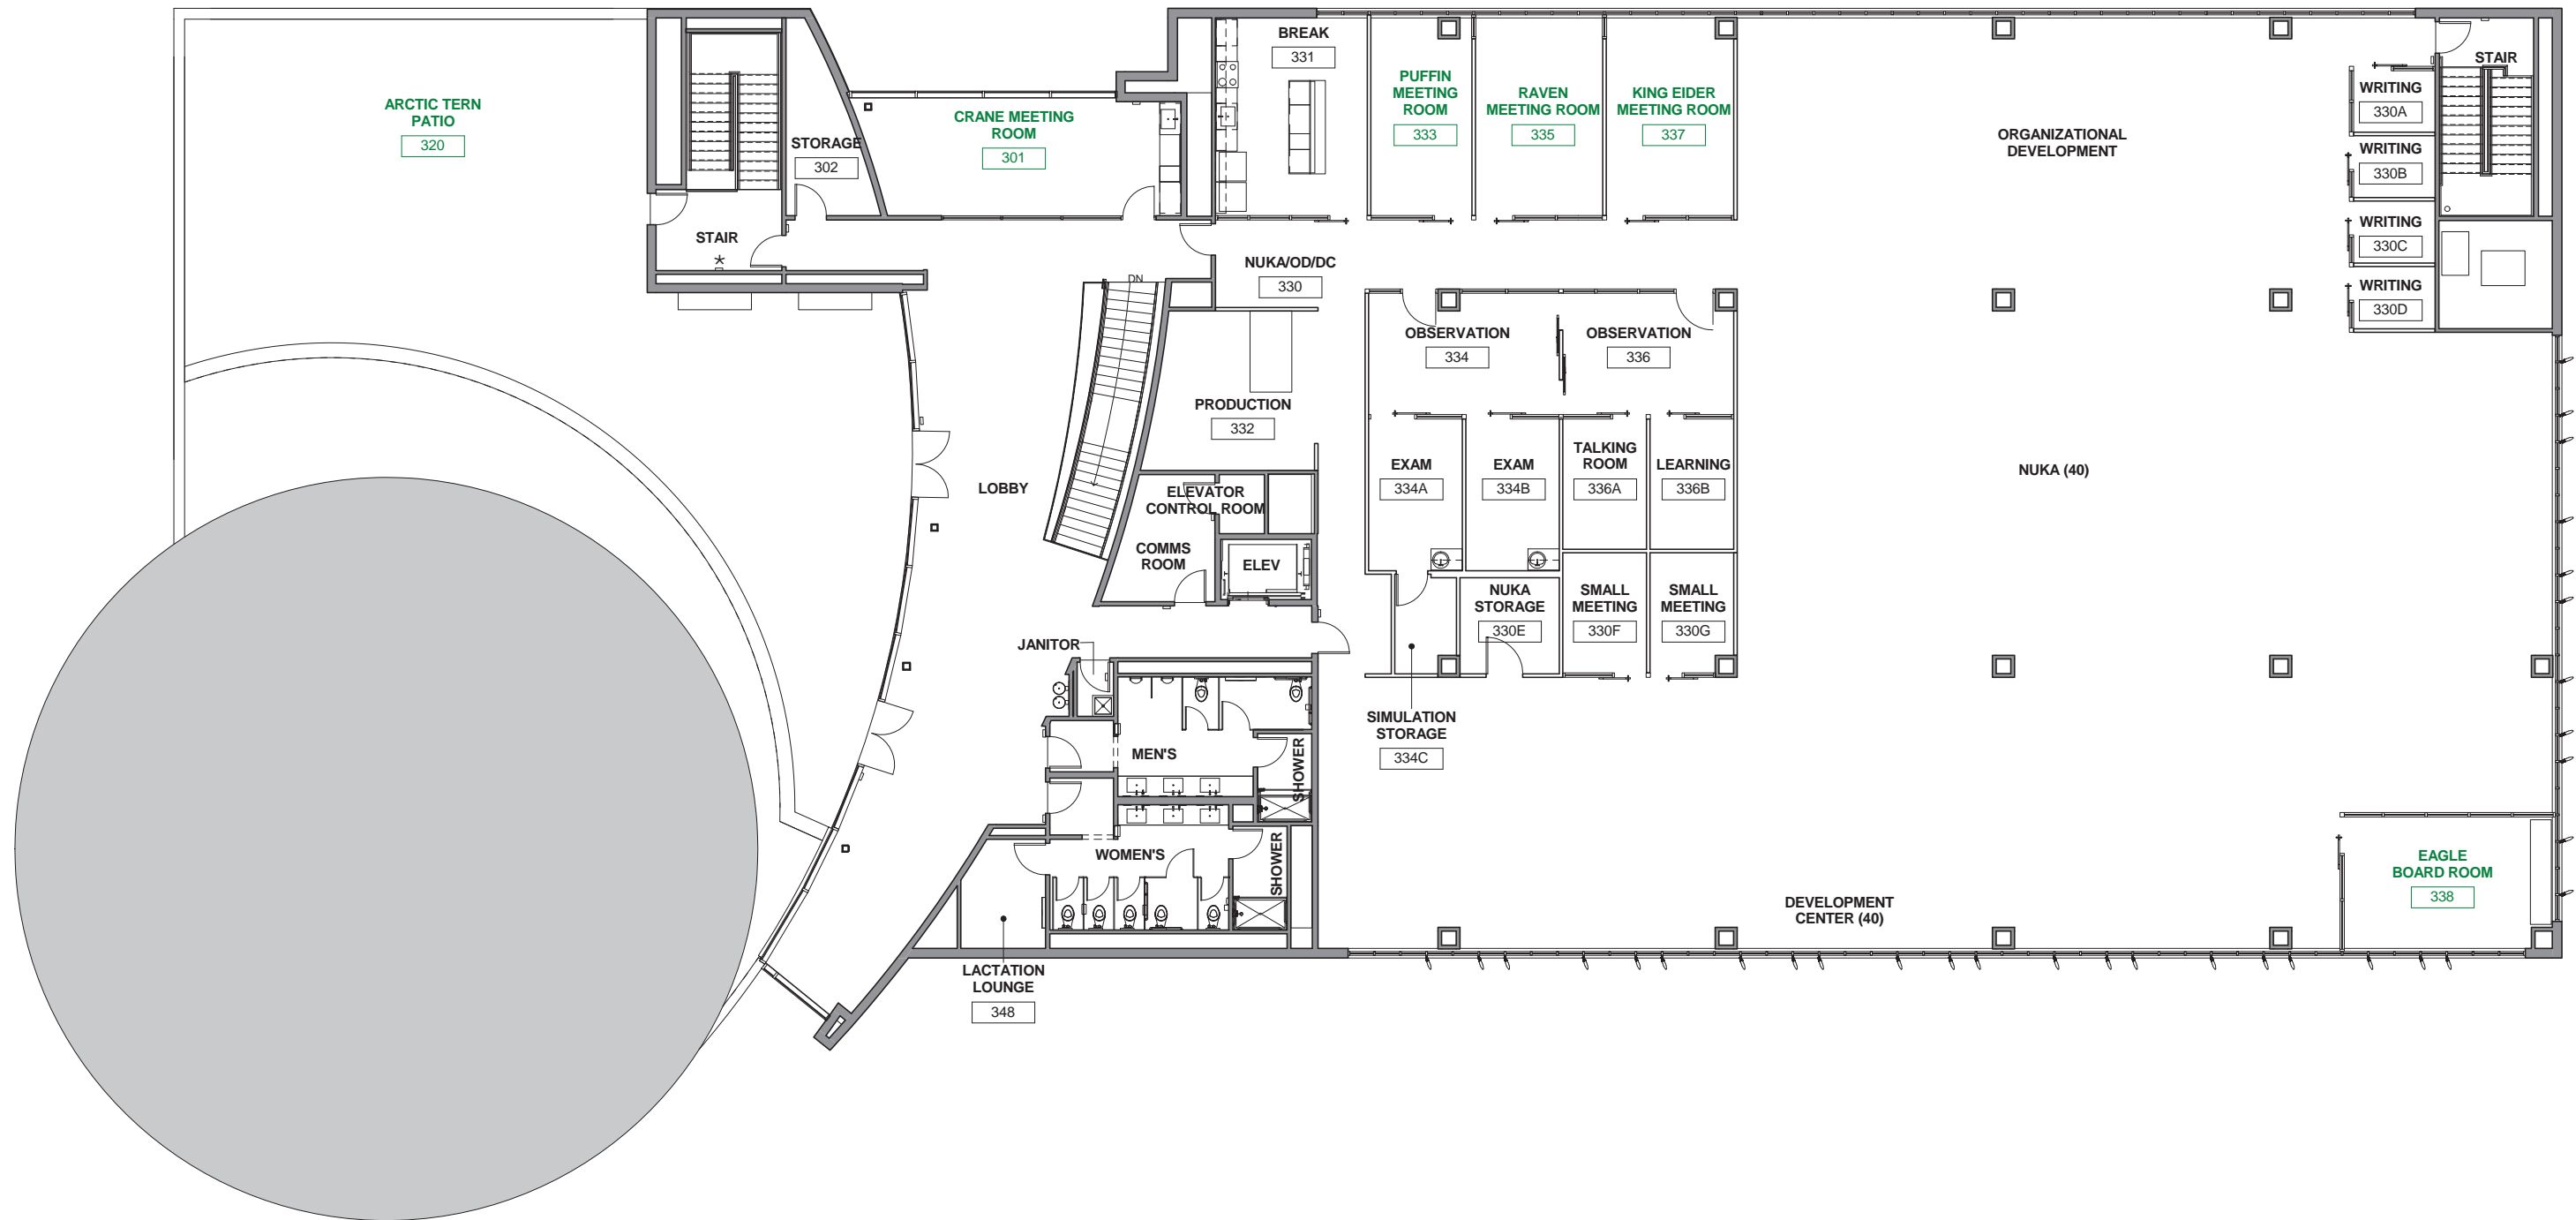 ARCTIC TERN
PATIO
320
STORAGE
302
STAIR
*
CRANE MEETING
ROOM
301
BREAK
331
PUFFIN
MEETING
ROOM
333
RAVEN
MEETING ROOM
335
KING EIDER
MEETING ROOM
337
ORGANIZATIONAL
DEVELOPMENT
STAIR
WRITING
330A
WRITING
330B
WRITING
330C
WRITING
330D
NUKA/OD/DC
330
DN
OBSERVATION
334
OBSERVATION
336
PRODUCTION
332
LOBBY
ELEVATOR
CONTROL ROOM
COMMS
ROOM
ELEV
EXAM
334A
EXAM
334B
TALKING
ROOM
336A
LEARNING
336B
NUKA (40)
NUKA
STORAGE
330E
SMALL
MEETING
330F
SMALL
MEETING
330G
JANITOR
SIMULATION
STORAGE
334C
MEN'S
SHOWER
WOMEN'S
SHOWER
EAGLE
BOARD ROOM
338
DEVELOPMENT
CENTER (40)
LACTATION
LOUNGE
348